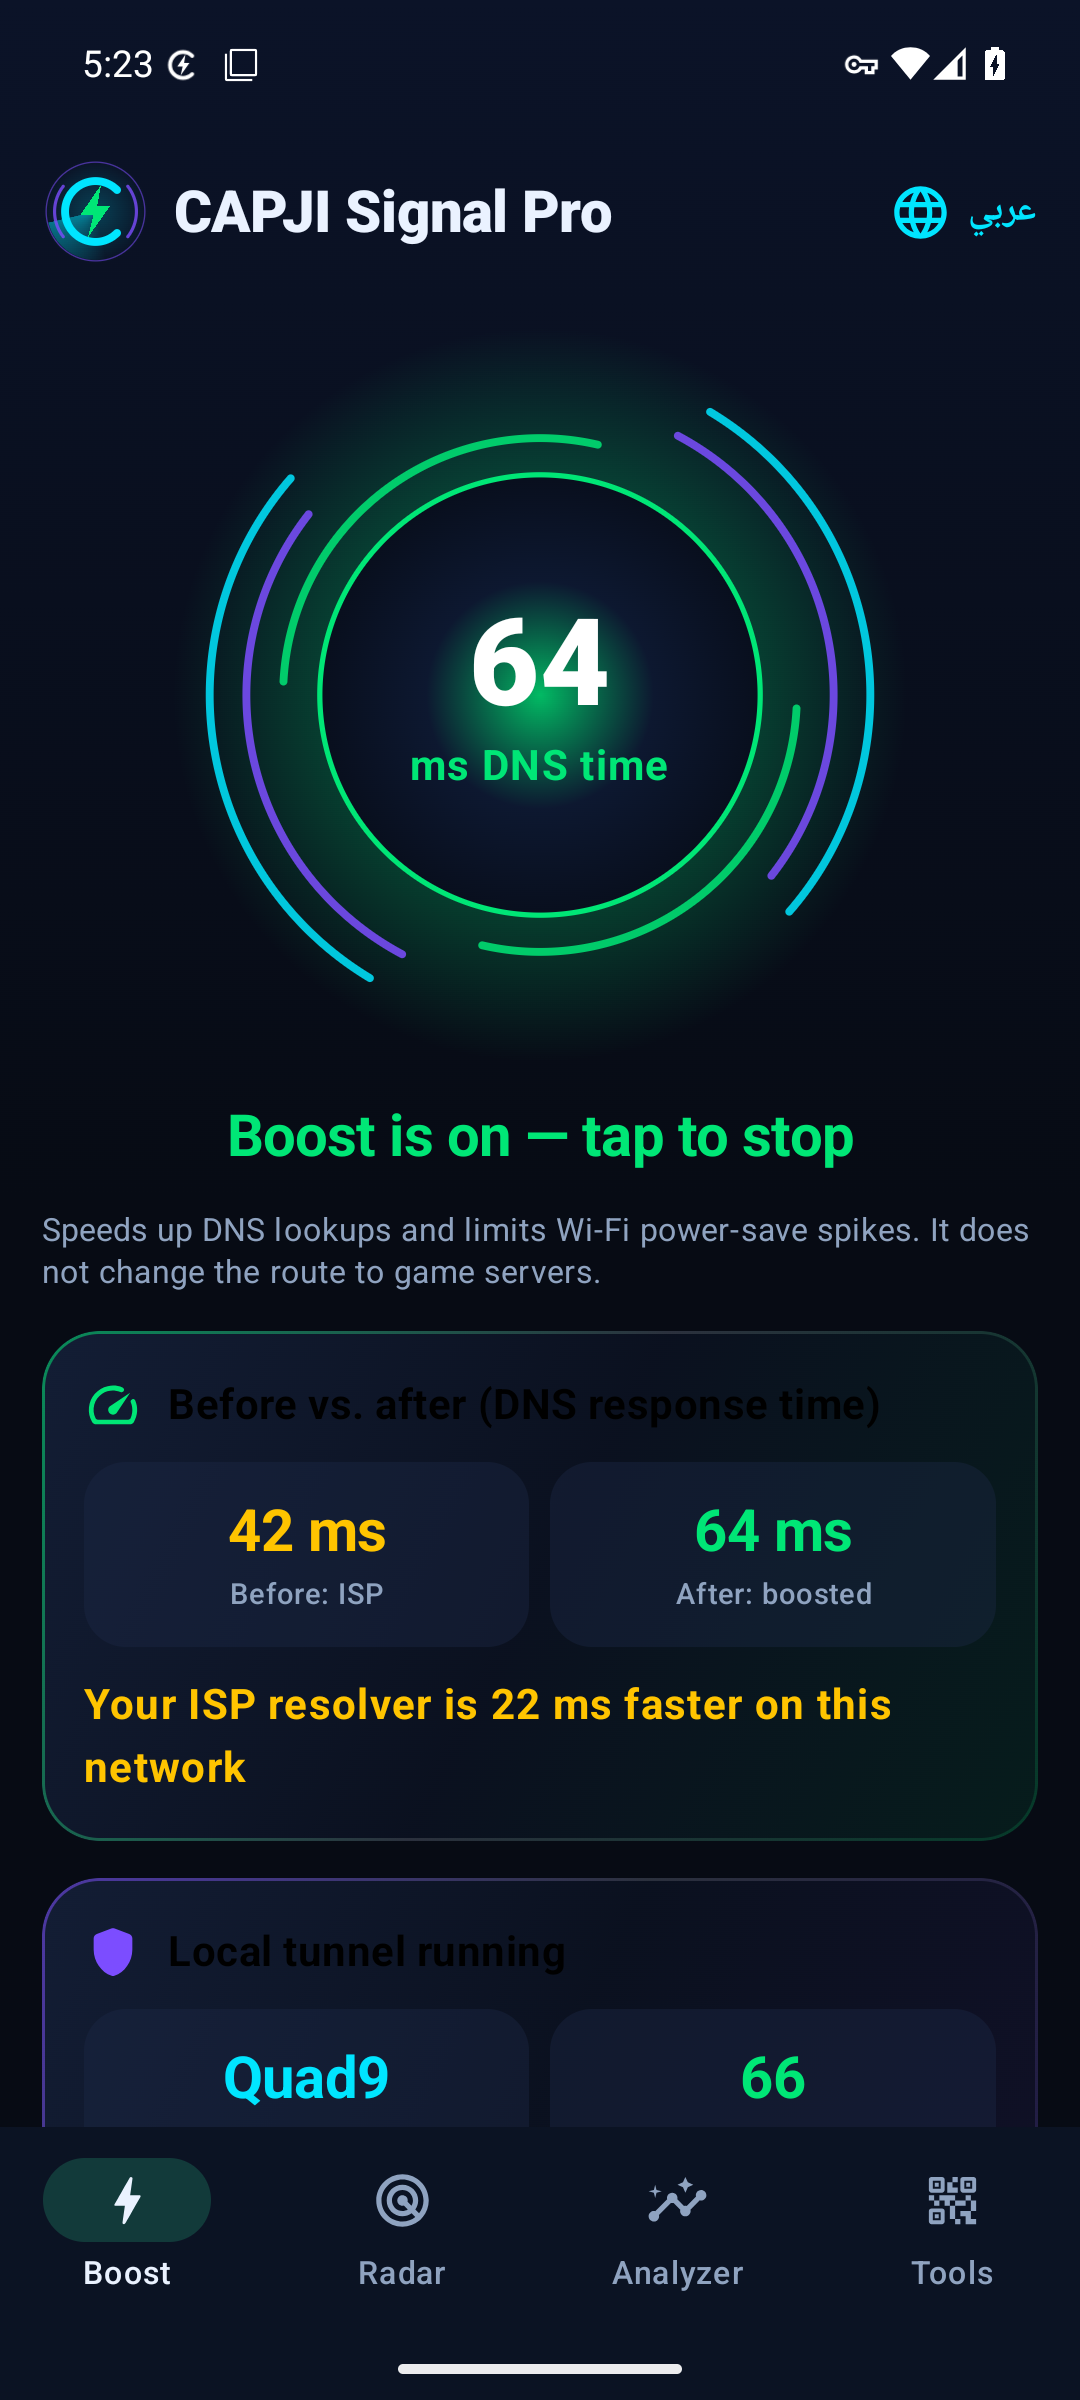 5:23
CAPJI Signal Pro
عربي
64
ms DNS time
Boost is on — tap to stop
Speeds up DNS lookups and limits Wi-Fi power-save spikes. It does
not change the route to game servers.
Before vs. after (DNS response time)
42 ms
Before: ISP
64 ms
After: boosted
Your ISP resolver is 22 ms faster on this
network
Local tunnel running
Quad9
66
Boost
Radar
Analyzer
Tools